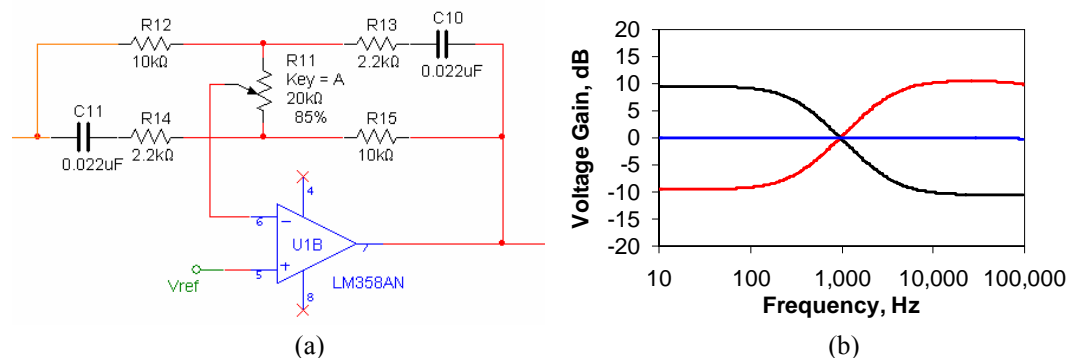 R12
10kΩ
R13
2.2kΩ
C10
0.022uF
R11
Key = A
20kΩ
85%
C11
0.022uF
R14
2.2kΩ
R15
10kΩ
4
6
U1B
7
5
8
LM358AN
Vref
(a)
Voltage Gain, dB
20
15
10
5
0
-5
-10
-15
-20
10
100
1,000
10,000
100,000
Frequency, Hz
(b)